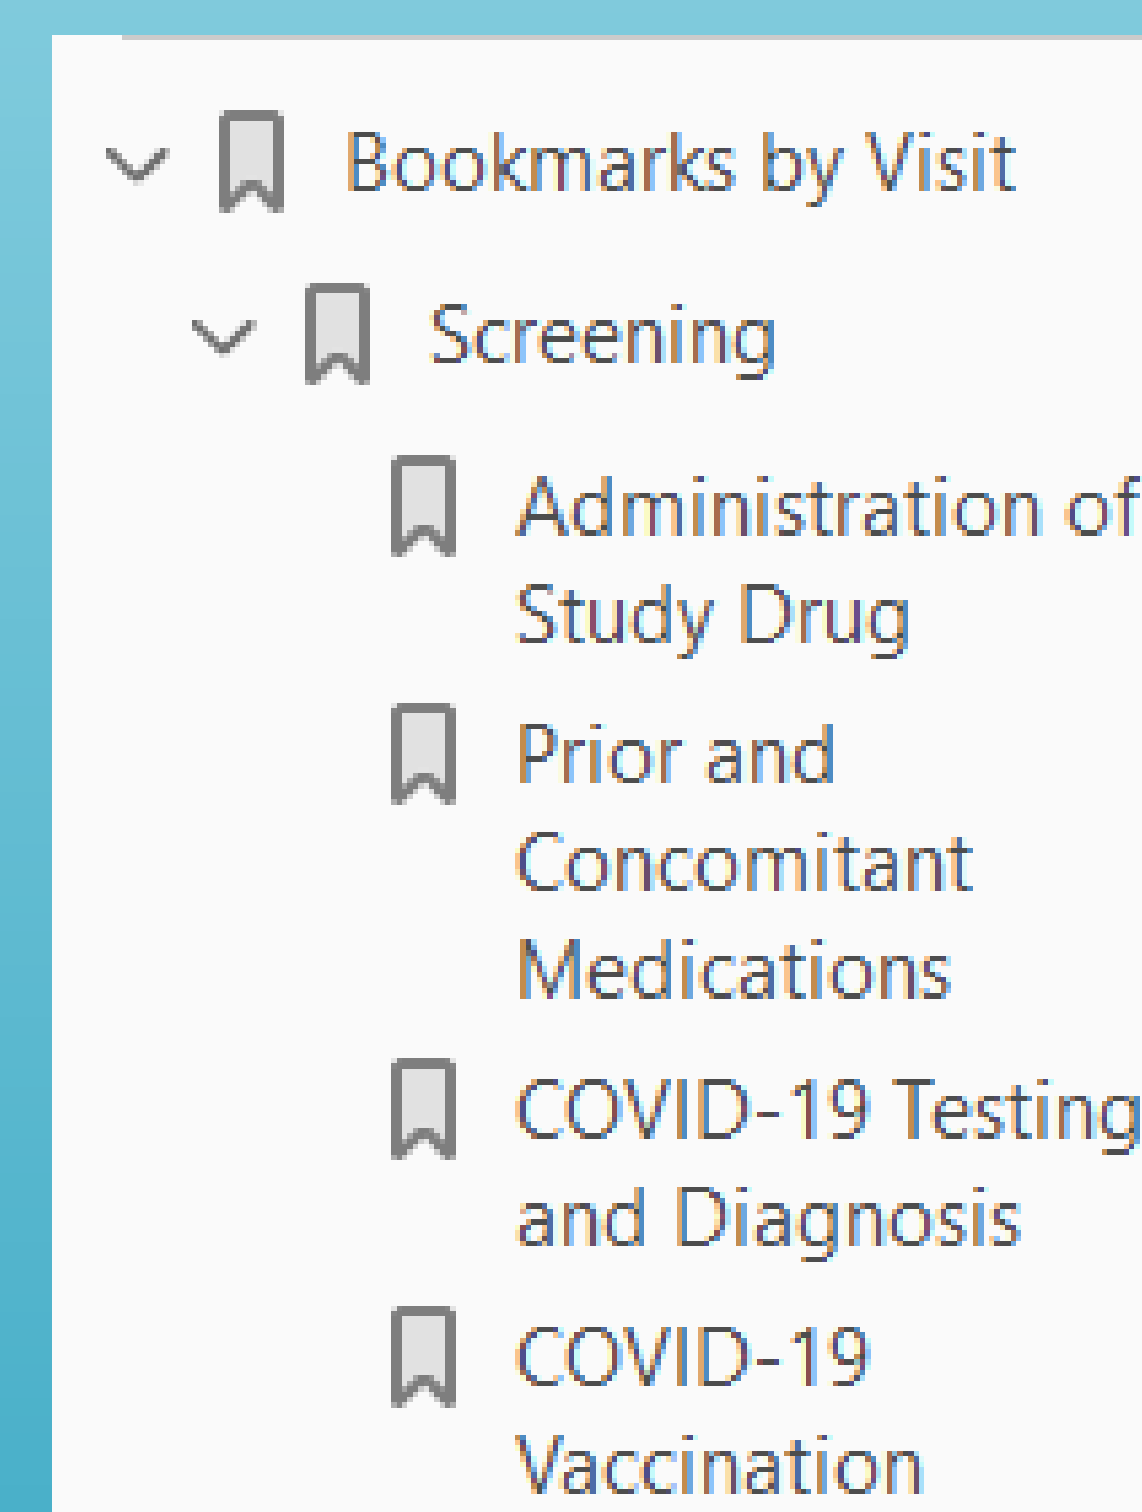 Bookmarks by Visit
Screening
Administration of
Study Drug
Prior and
Concomitant
Medications
COVID-19 Testing
and Diagnosis
COVID-19
Vaccination